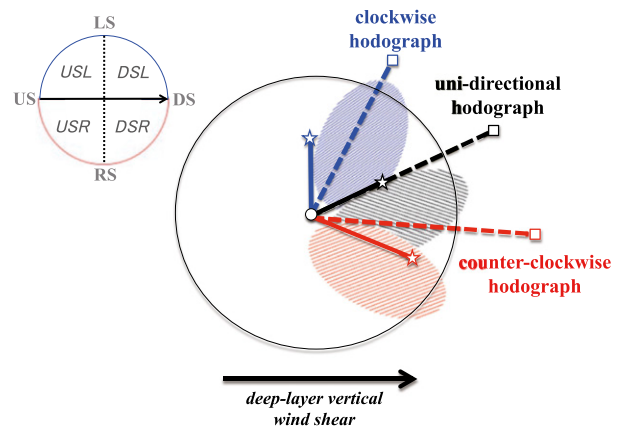 LS
USL DSL
US DS
USR DSR
RS
clockwise
hodograph
uni-directional
hodograph
counter-clockwise
hodograph
deep-layer vertical
wind shear